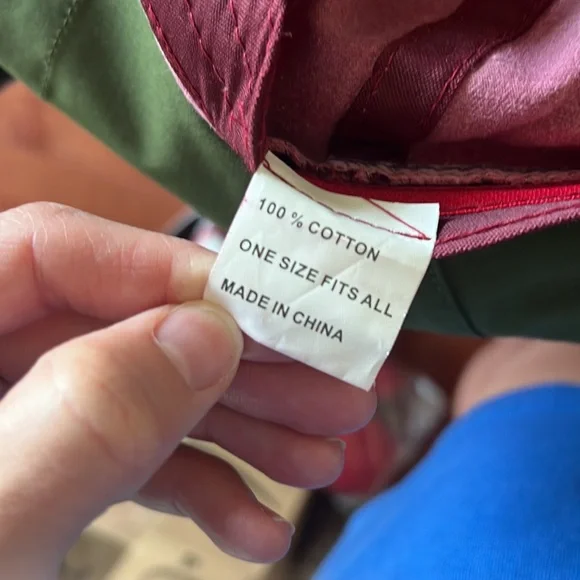 100 % COTTON
ONE SIZE FITS ALL
MADE IN CHINA